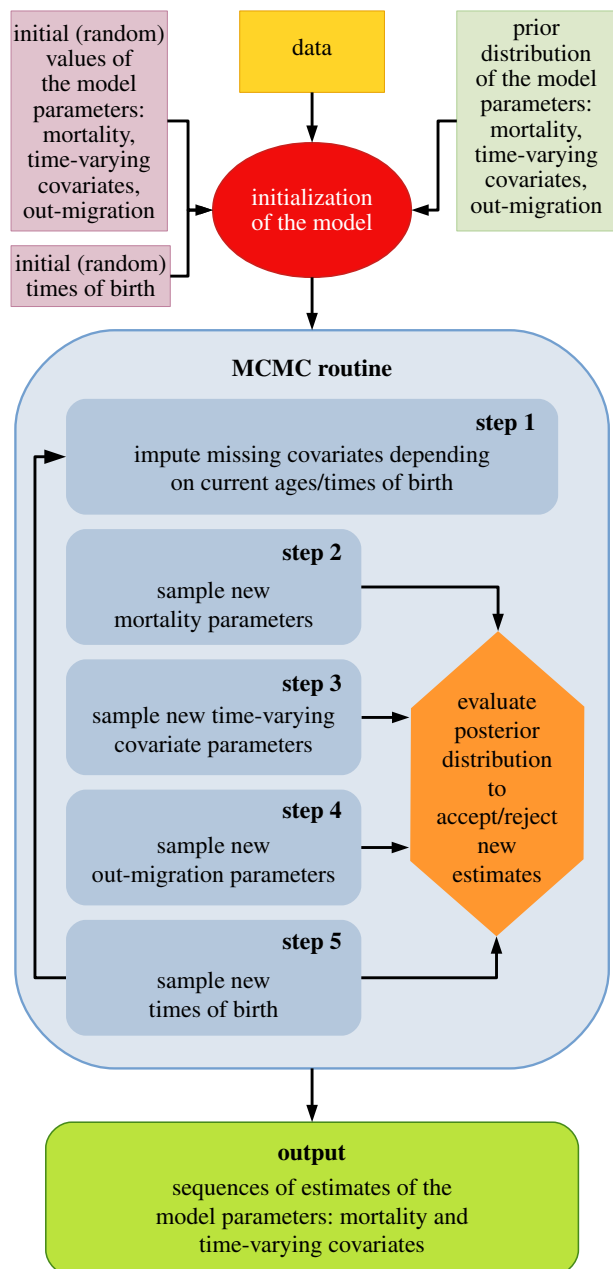 initial (random)
values of
the model
parameters:
mortality,
time-varying
covariates,
out-migration
initial (random)
times of birth
data
prior
distribution
of the model
parameters:
mortality,
time-varying
covariates,
out-migration
initialization
of the model
MCMC routine
step 1
impute missing covariates depending
on current ages/times of birth
step 2
sample new
mortality parameters
step 3
sample new time-varying
covariate parameters
step 4
sample new
out-migration parameters
step 5
sample new
times of birth
evaluate
posterior
distribution
to
accept/reject
new
estimates
output
sequences of estimates of the
model parameters: mortality and
time-varying covariates